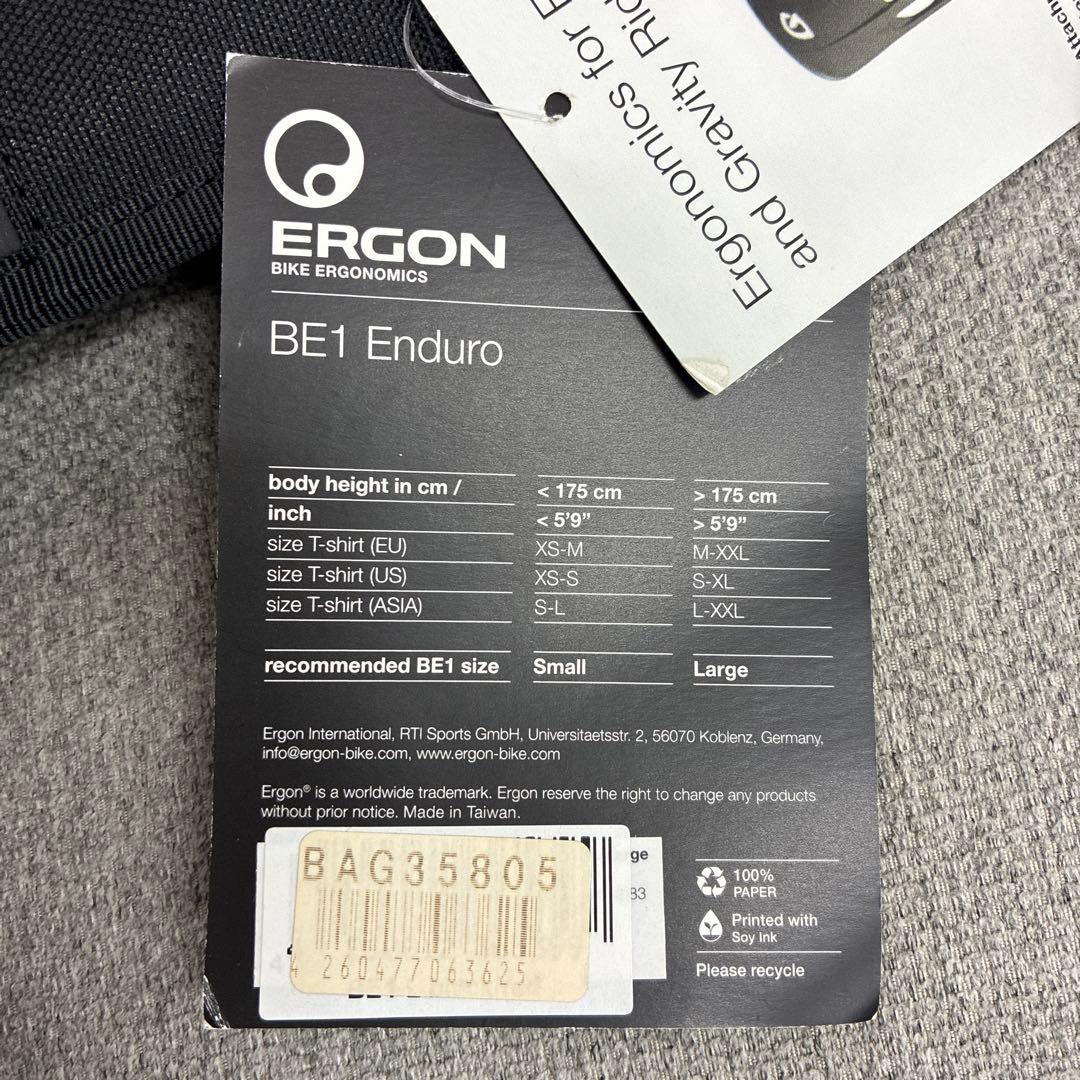 Ergonomics for E
and Gravity Rid
Attachm
ERGON
BIKE ERGONOMICS
BE1 Enduro
body height in cm / < 175 cm > 175 cm
inch < 5'9” > 5'9”
size T-shirt (EU) XS-M M-XXL
size T-shirt (US) XS-S S-XL
size T-shirt (ASIA) S-L L-XXL
recommended BE1 size Small Large
Ergon International, RTI Sports GmbH, Universitaetsstr. 2, 56070 Koblenz, Germany,
info@ergon-bike.com, www.ergon-bike.com
Ergon® is a worldwide trademark. Ergon reserve the right to change any products
without prior notice. Made in Taiwan.
BAG35805
4 260477063625
ge
83
100%
PAPER
Printed with
Soy Ink
Please recycle